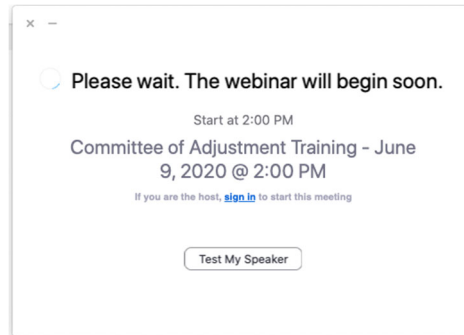 Please wait. The webinar will begin soon.
Start at 2:00 PM
Committee of Adjustment Training - June
9, 2020 @ 2:00 PM
If you are the host, sign in to start this meeting
Test My Speaker